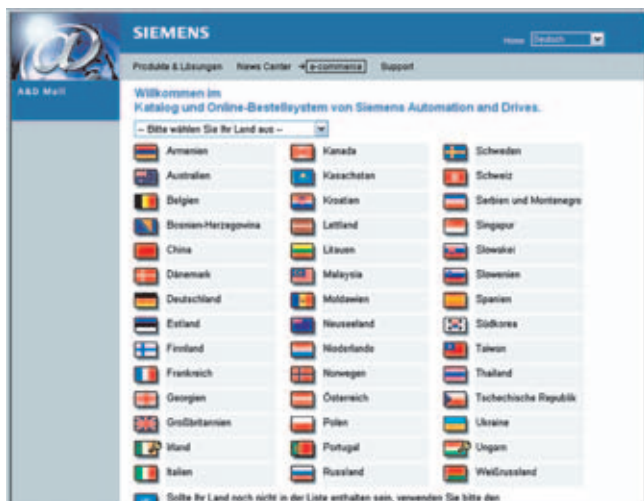 SIEMENS
Home Deutsch
Produkte & Lösungen News Center e-commerce Support
A&D Mall
Willkommen im
Katalog und Online-Bestellsystem von Siemens Automation and Drives.
-- Bitte wählen Sie Ihr Land aus --
Armenien Kanada Schweden
Australien Kasachstan Schweiz
Belgien Kroatien Serbien und Montenegro
Bosnien-Herzegowina Lettland Singapur
China Litauen Slowakei
Dänemark Malaysia Slowenien
Deutschland Moldawien Spanien
Estland Neuseeland Südkorea
Finnland Niederlande Taiwan
Frankreich Norwegen Thailand
Georgien Österreich Tschechische Republik
Großbritannien Polen Ukraine
Irland Portugal Ungarn
Italien Russland Weißrussland
Sollte Ihr Land noch nicht in der Liste enthalten sein, verwenden Sie bitte den